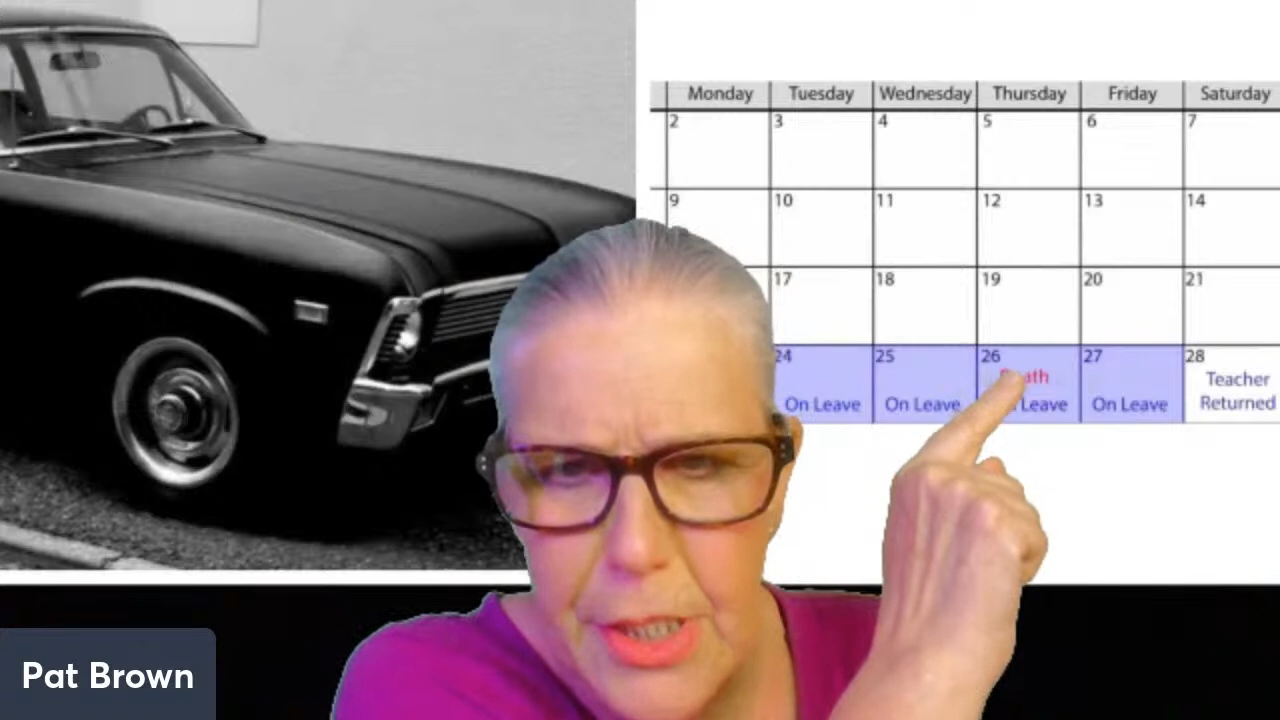 Monday Tuesday Wednesday Thursday Friday Saturday
2 3 4 5 6 7
9 10 11 12 13 14
17 18 19 20 21
24 25 26 27 28
Teacher
On Leave On Leave Leave On Leave Returned
Pat Brown